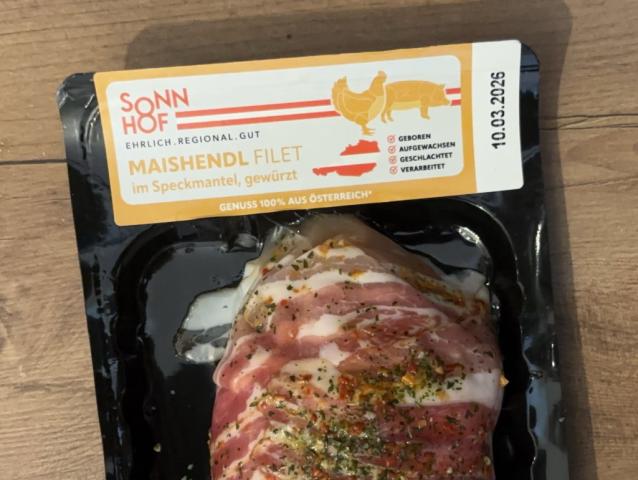 SONN
HOF
EHRLICH.REGIONAL.GUT
MAISHENDL FILET
im Speckmantel, gewürzt
GEBOREN
AUFGEWACHSEN
GESCHLACHTET
VERARBEITET
GENUSS 100% AUS ÖSTERREICH*
10.03.2026